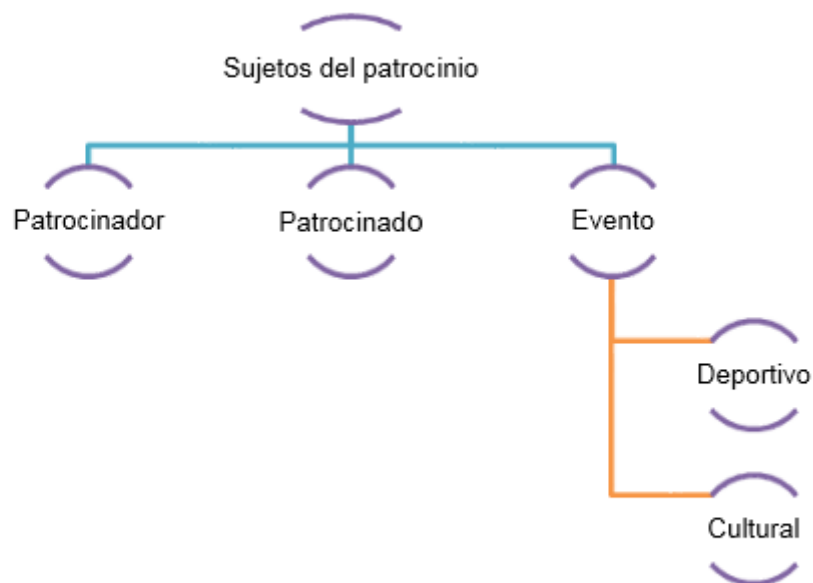 Sujetos del patrocinio
Patrocinador
Patrocinado
Evento
Deportivo
Cultural